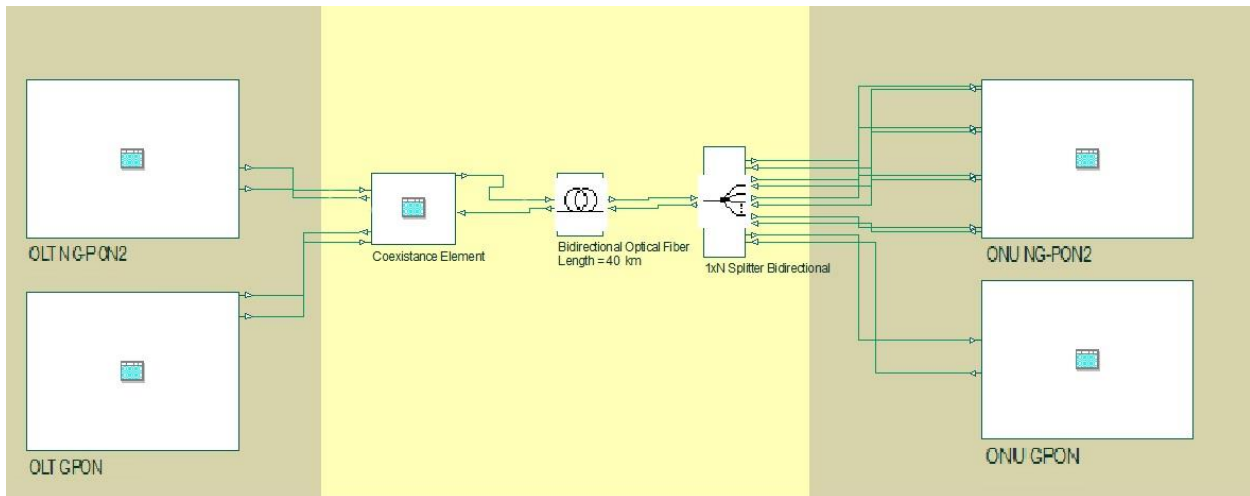 OLT NG-PON2
OLT GPON
Coexistance Element
Bidirectional Optical Fiber
Length = 40 km
1xN Splitter Bidirectional
ONU NG-PON2
ONU GPON